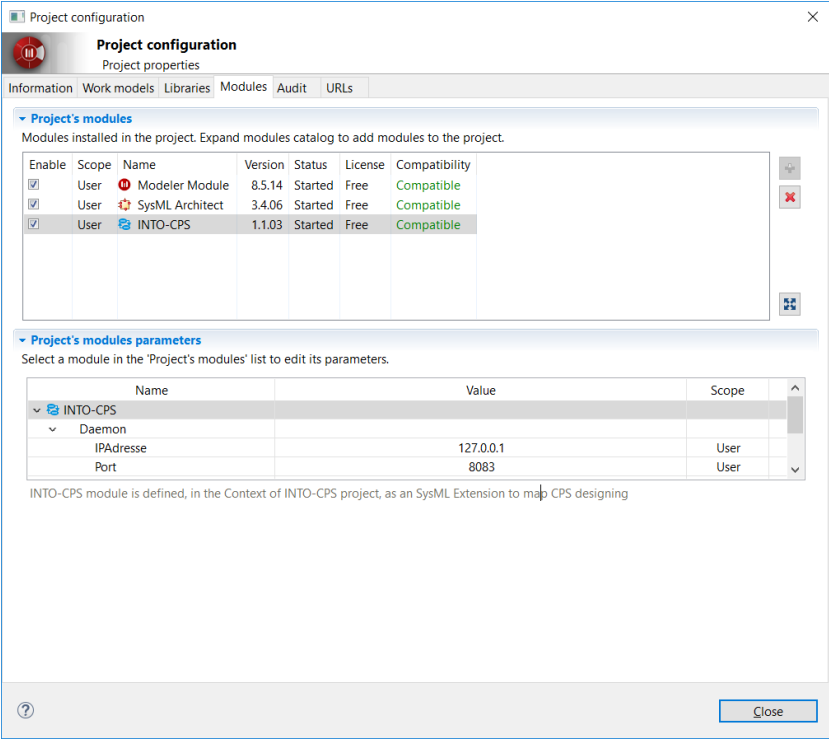 Project configuration
Project configuration
Project properties
Information Work models Libraries Modules Audit URLs
Project's modules
Modules installed in the project. Expand modules catalog to add modules to the project.
Enable Scope Name Version Status License Compatibility
User Modeler Module 8.5.14 Started Free Compatible
User SysML Architect 3.4.06 Started Free Compatible
User INTO-CPS 1.1.03 Started Free Compatible
Project's modules parameters
Select a module in the 'Project's modules' list to edit its parameters.
Name Value Scope
INTO-CPS
Daemon
IPAdresse 127.0.0.1 User
Port 8083 User
INTO-CPS module is defined, in the Context of INTO-CPS project, as an SysML Extension to map CPS designing
?
Close